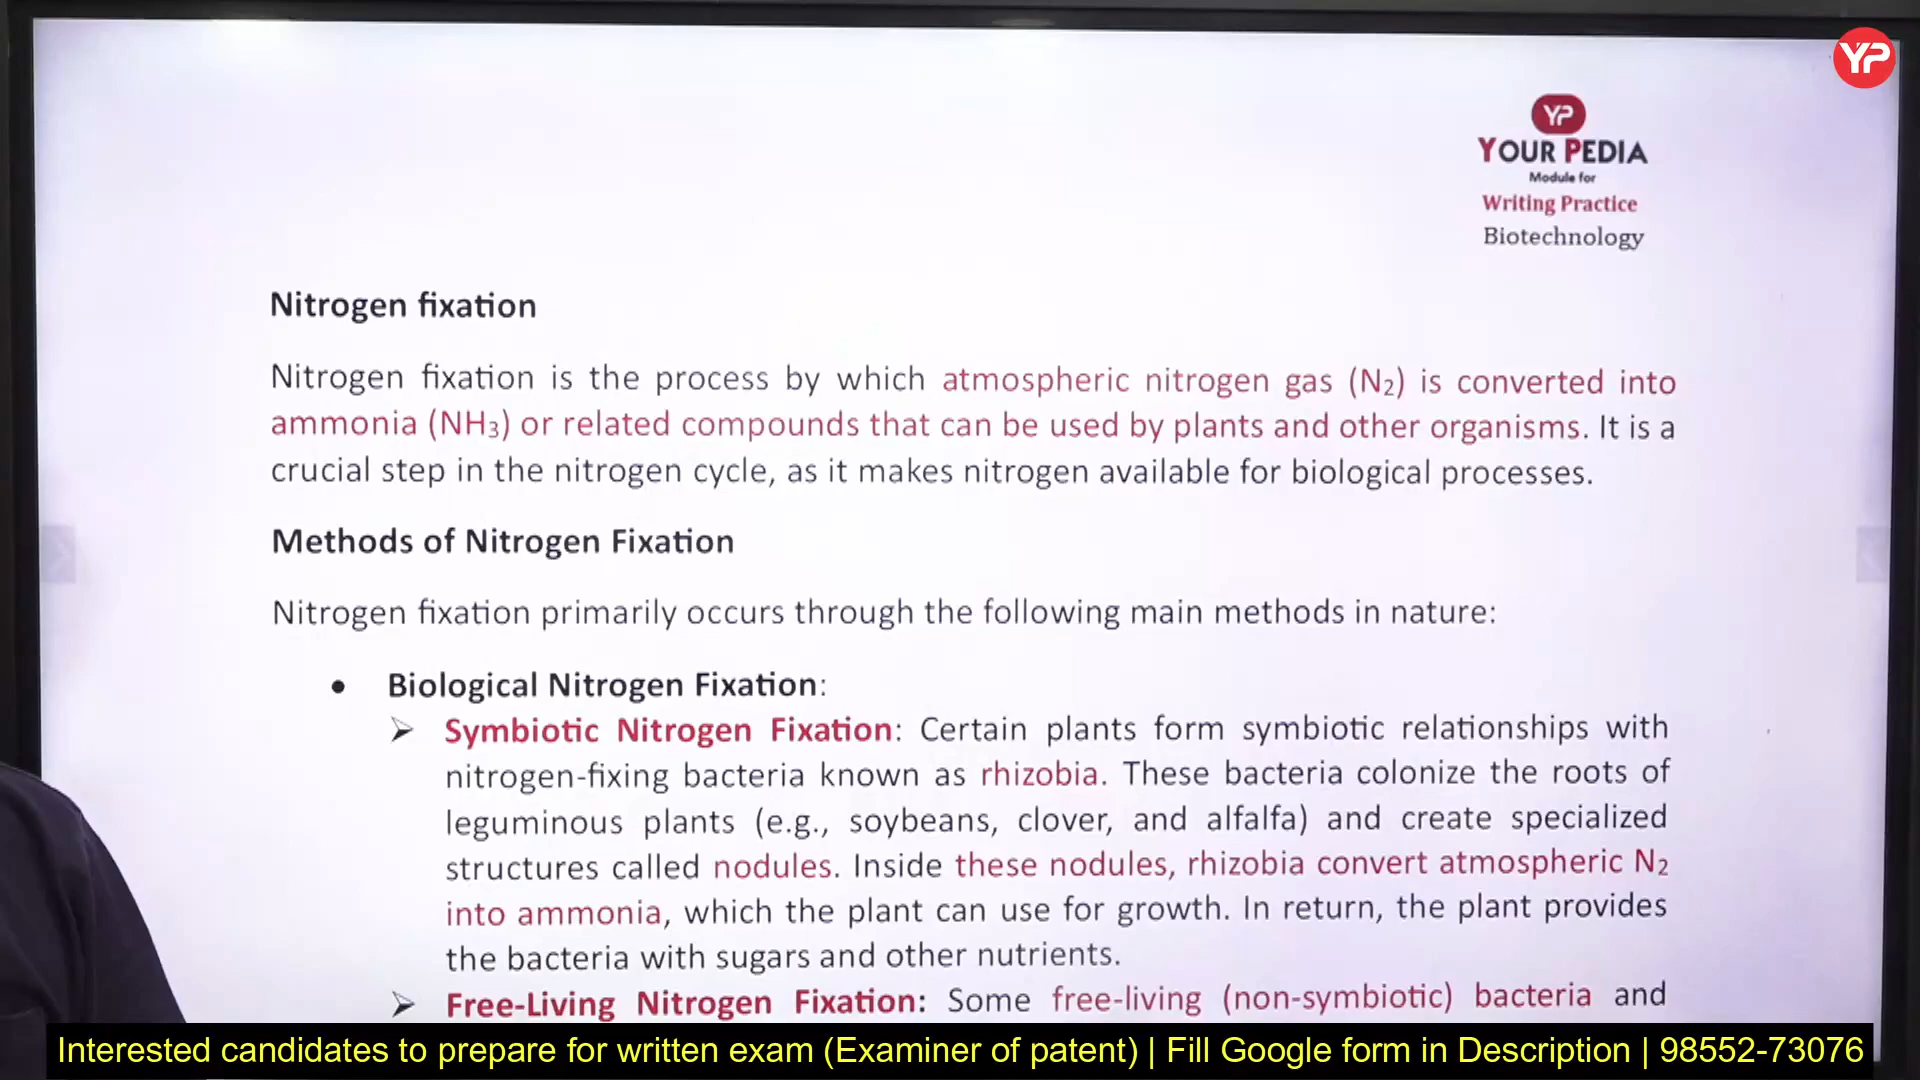 YP
YP
YOUR PEDIA
Module for
Writing Practice
Biotechnology
Nitrogen fixation
Nitrogen fixation is the process by which atmospheric nitrogen gas (N₂) is converted into
ammonia (NH₃) or related compounds that can be used by plants and other organisms. It is a
crucial step in the nitrogen cycle, as it makes nitrogen available for biological processes.
Methods of Nitrogen Fixation
Nitrogen fixation primarily occurs through the following main methods in nature:
• Biological Nitrogen Fixation:
➢ Symbiotic Nitrogen Fixation: Certain plants form symbiotic relationships with
nitrogen-fixing bacteria known as rhizobia. These bacteria colonize the roots of
leguminous plants (e.g., soybeans, clover, and alfalfa) and create specialized
structures called nodules. Inside these nodules, rhizobia convert atmospheric N₂
into ammonia, which the plant can use for growth. In return, the plant provides
the bacteria with sugars and other nutrients.
➢ Free-Living Nitrogen Fixation: Some free-living (non-symbiotic) bacteria and
Interested candidates to prepare for written exam (Examiner of patent) | Fill Google form in Description | 98552-73076